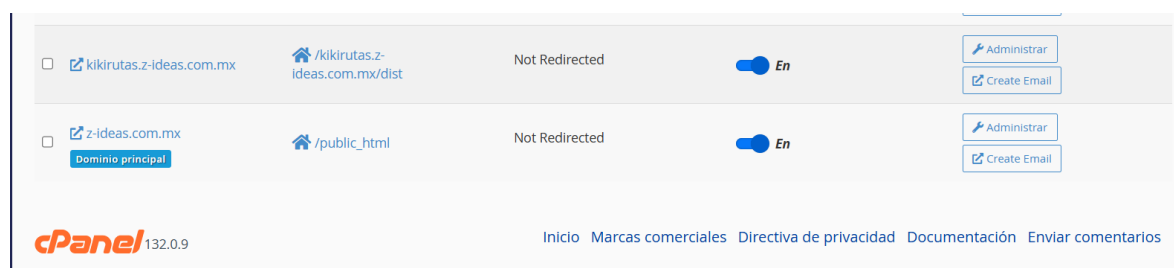 kikirutas.z-ideas.com.mx
/kikirutas.z-
ideas.com.mx/dist
Not Redirected
En
Administrar
Create Email
z-ideas.com.mx
Dominio principal
/public_html
Not Redirected
En
Administrar
Create Email
cPanel 132.0.9
Inicio Marcas comerciales Directiva de privacidad Documentación Enviar comentarios